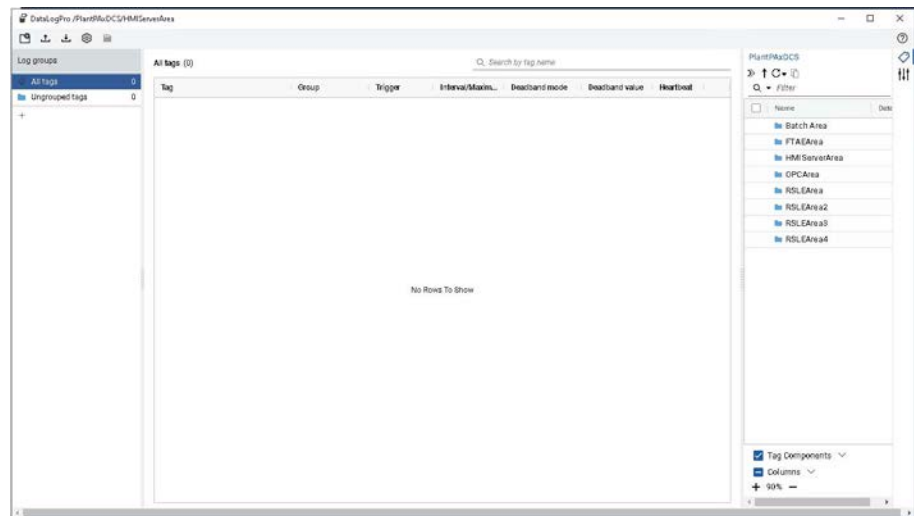 DataLogPro /PlantPAxDCS/HMIServerArea
Log groups
All tags 0
Ungrouped tags 0
+
All tags (0)
Search by tag name
Tag Group Trigger Interval/Maxim... Deadband mode Deadband value Heartbeat
No Rows To Show
PlantPAxDCS
Filter
Name Data
Batch Area
FTAEArea
HMIServerArea
OPCArea
RSLEArea
RSLEArea2
RSLEArea3
RSLEArea4
Tag Components
Columns
+ 90% −